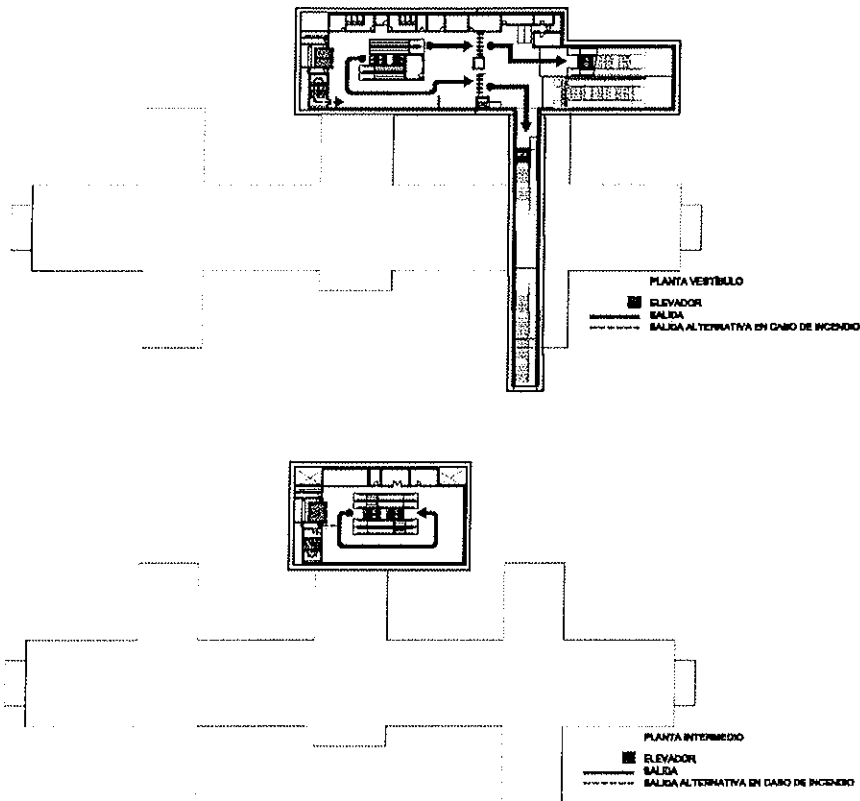 PLANTA VESTÍBULO
ELEVADOR
SALIDA
SALIDA ALTERNATIVA EN CASO DE INCENDIO
PLANTA INTERMEDIO
ELEVADOR
SALIDA
SALIDA ALTERNATIVA EN CASO DE INCENDIO